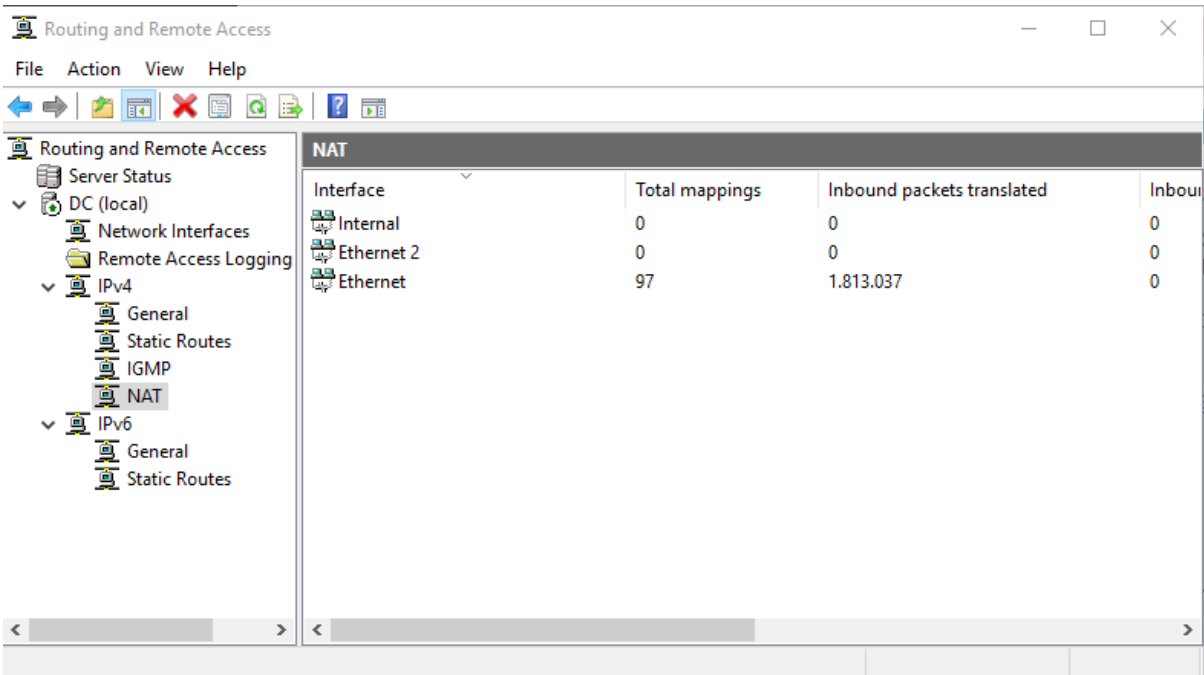 Routing and Remote Access
File Action View Help
Routing and Remote Access
Server Status
DC (local)
Network Interfaces
Remote Access Logging
IPv4
General
Static Routes
IGMP
NAT
IPv6
General
Static Routes
NAT
Interface Total mappings Inbound packets translated Inbour
Internal 0 0 0
Ethernet 2 0 0 0
Ethernet 97 1.813.037 0